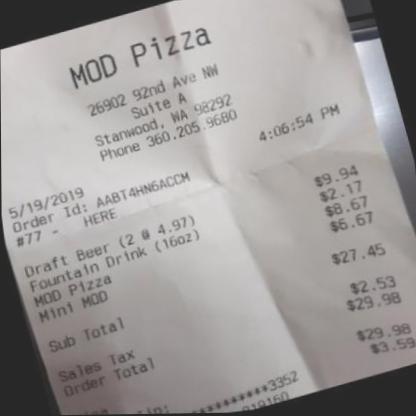 MOD Pizza
26902 92nd Ave NW
Suite A
Stanwood, WA 98292
Phone 360.205.9680
5/19/2019 4:06:54 PM
Order Id: AABT4HN6ACCM
#77 - HERE
Draft Beer (2 @ 4.97) $9.94
Fountain Drink (16oz) $2.17
MOD Pizza $8.67
Mini MOD $6.67
Sub Total $27.45
Sales Tax $2.53
Order Total $29.98
$29.98
$3.59
**********3352